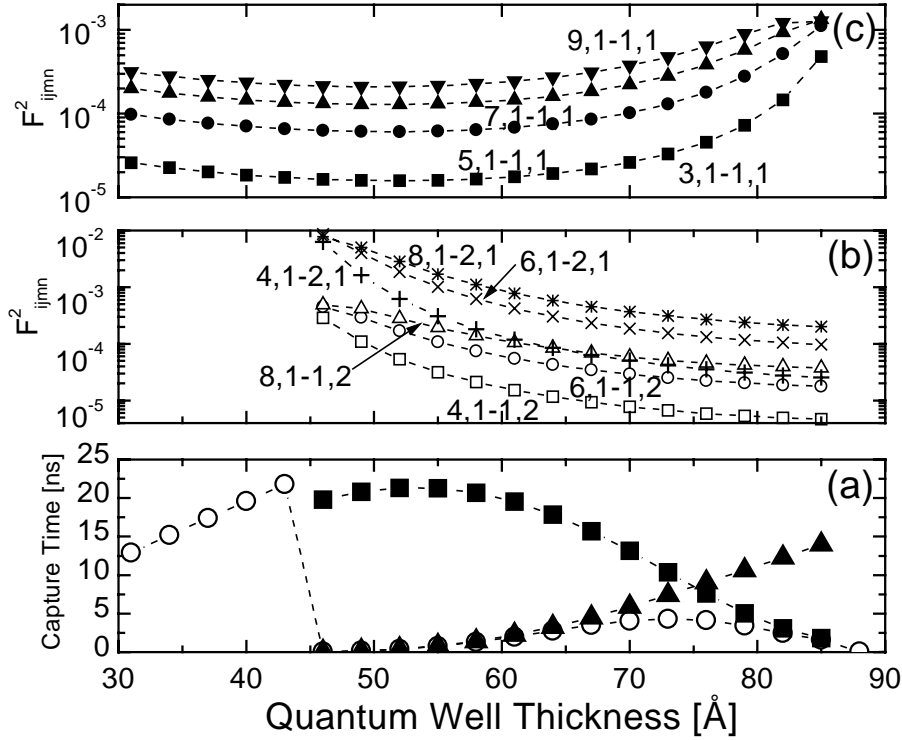 10⁻³
10⁻⁴
10⁻⁵
F²ijmn
(c)
9,1-1,1
7,1-1,1
5,1-1,1
3,1-1,1
10⁻²
10⁻³
10⁻⁴
10⁻⁵
F²ijmn
(b)
8,1-2,1
6,1-2,1
4,1-2,1
8,1-1,2
6,1-1,2
4,1-1,2
25
20
15
10
5
0
Capture Time [ns]
(a)
30 40 50 60 70 80 90
Quantum Well Thickness [Å]